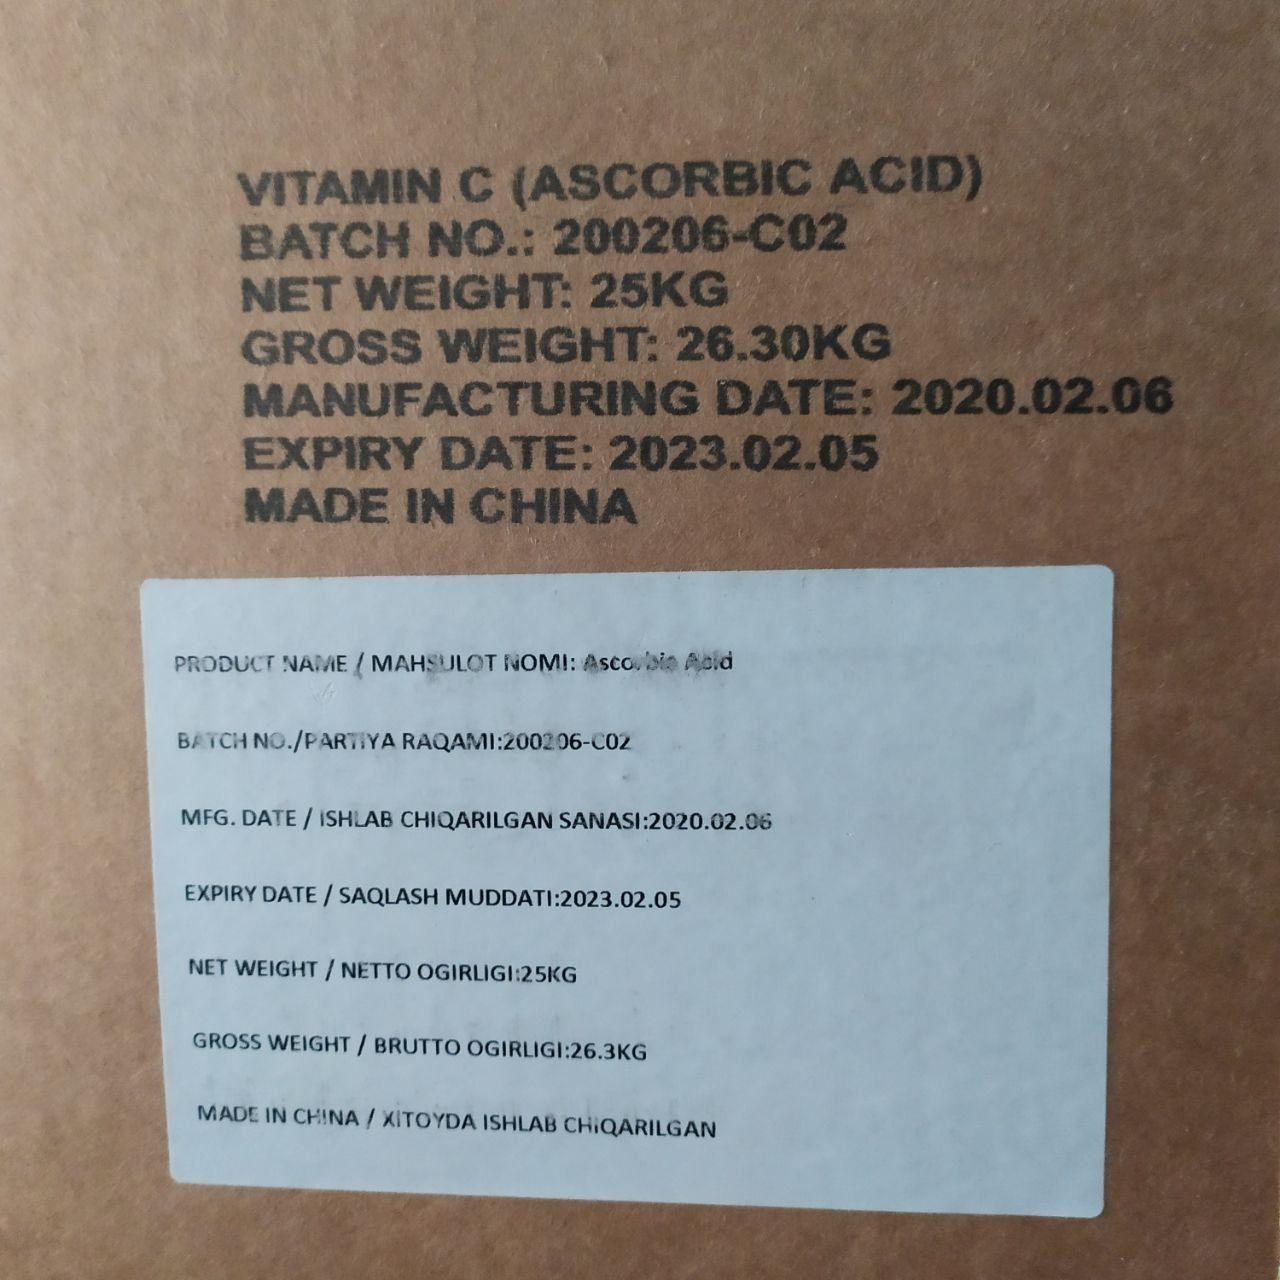 VITAMIN C (ASCORBIC ACID)
BATCH NO.: 200206-C02
NET WEIGHT: 25KG
GROSS WEIGHT: 26.30KG
MANUFACTURING DATE: 2020.02.06
EXPIRY DATE: 2023.02.05
MADE IN CHINA
PRODUCT NAME / MAHSULOT NOMI: Ascorbic Acid
BATCH NO./PARTIYA RAQAMI:200206-C02
MFG. DATE / ISHLAB CHIQARILGAN SANASI:2020.02.06
EXPIRY DATE / SAQLASH MUDDATI:2023.02.05
NET WEIGHT / NETTO OGIRLIGI:25KG
GROSS WEIGHT / BRUTTO OGIRLIGI:26.3KG
MADE IN CHINA / XITOYDA ISHLAB CHIQARILGAN